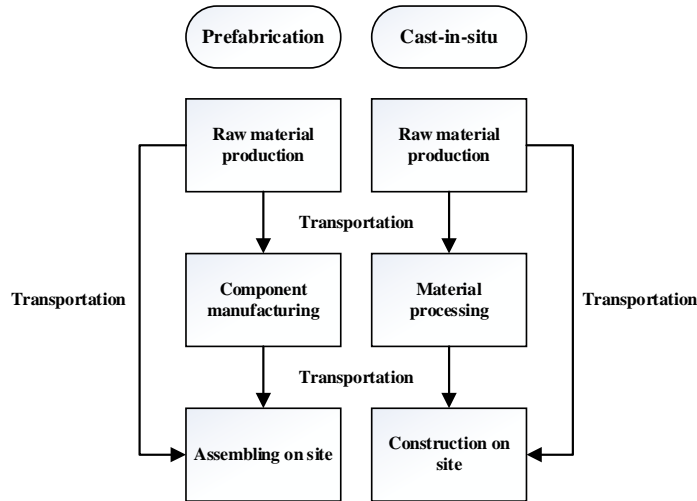 Prefabrication
Cast-in-situ
Raw material
production
Raw material
production
Transportation
Transportation
Component
manufacturing
Material
processing
Transportation
Transportation
Assembling on site
Construction on
site